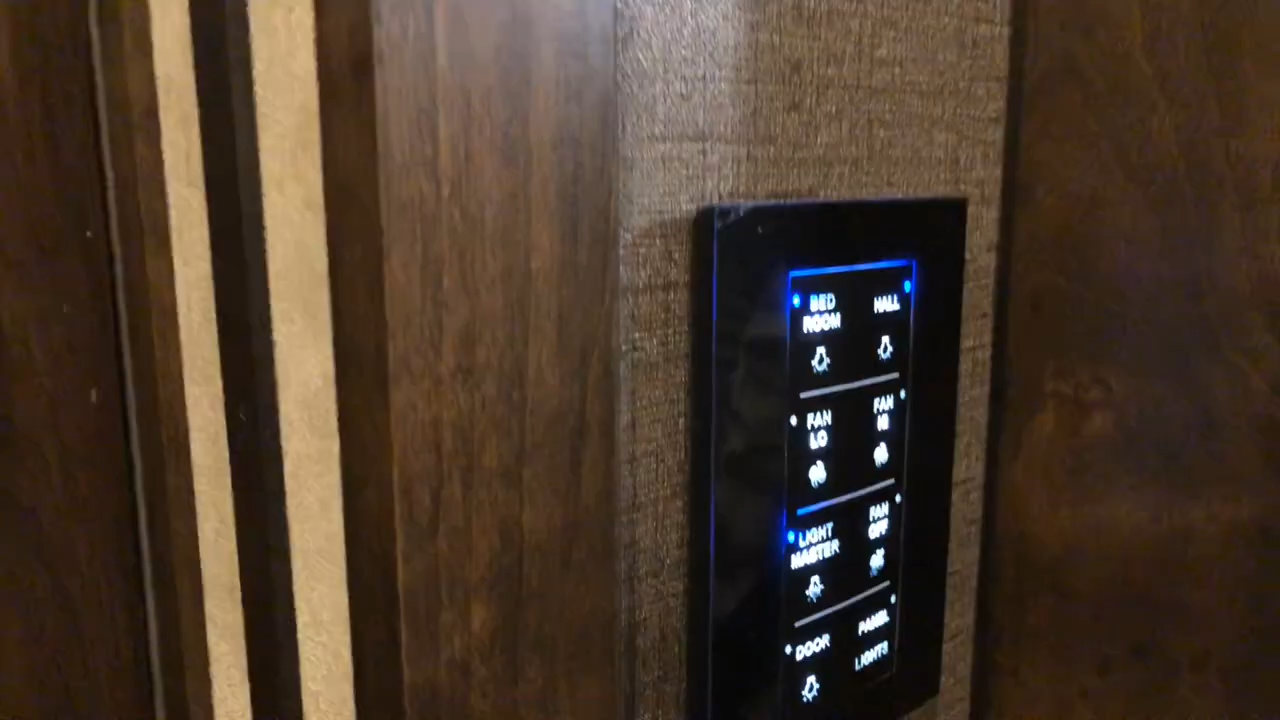 BED
ROOM
HALL
FAN
LO
FAN
HI
LIGHT
MASTER
FAN
OFF
DOOR
PANEL
LIGHTS